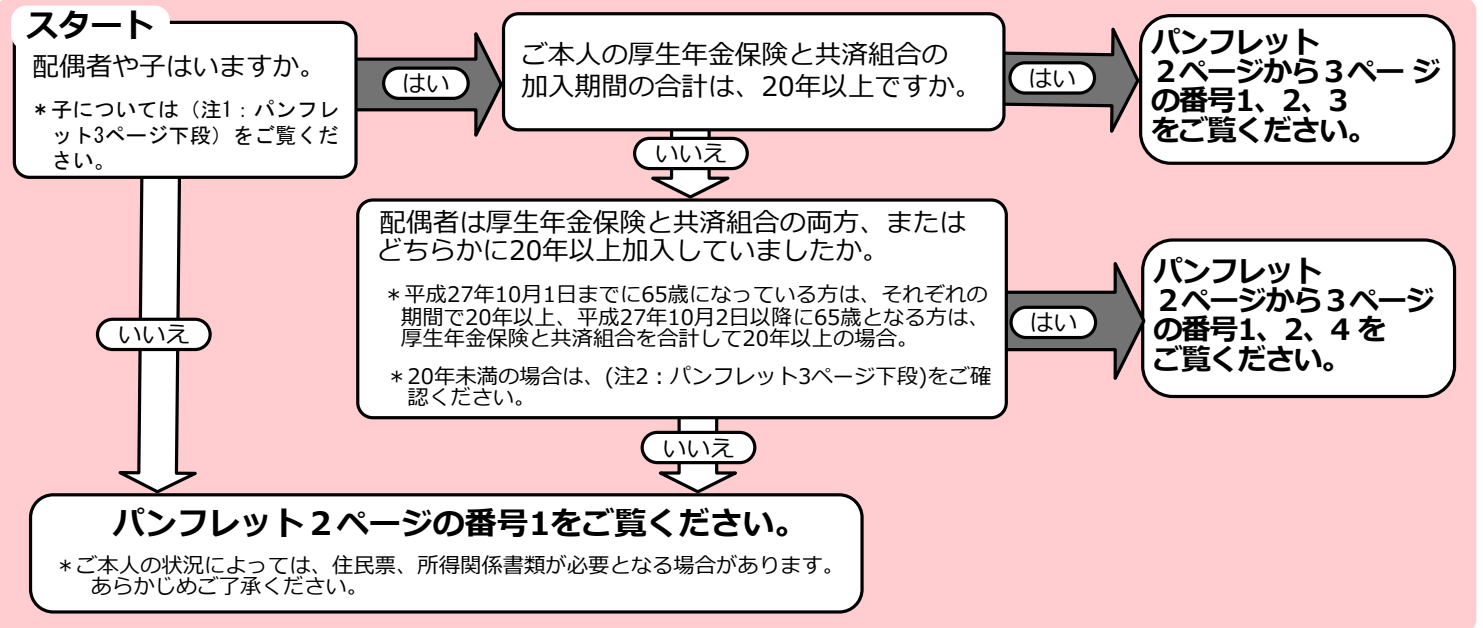 スタート
配偶者や子はいますか。
＊子については（注1：パンフレ
ット3ページ下段）をご覧くだ
さい。
はい
ご本人の厚生年金保険と共済組合の
加入期間の合計は、20年以上ですか。
はい
パンフレット
２ページから３ペー ジ
の番号1、2、3
をご覧ください。
いいえ
配偶者は厚生年金保険と共済組合の両方、または
どちらかに20年以上加入していましたか。
＊平成27年10月1日までに65歳になっている方は、それぞれの
期間で20年以上、平成27年10月2日以降に65歳となる方は、
厚生年金保険と共済組合を合計して20年以上の場合。
＊20年未満の場合は、(注2：パンフレット3ページ下段)をご確
認ください。
はい
パンフレット
２ページから３ページ
の番号1、2、4 を
ご覧ください。
いいえ
いいえ
パンフレット２ページの番号1をご覧ください。
＊ご本人の状況によっては、住民票、所得関係書類が必要となる場合があります。
あらかじめご了承ください。